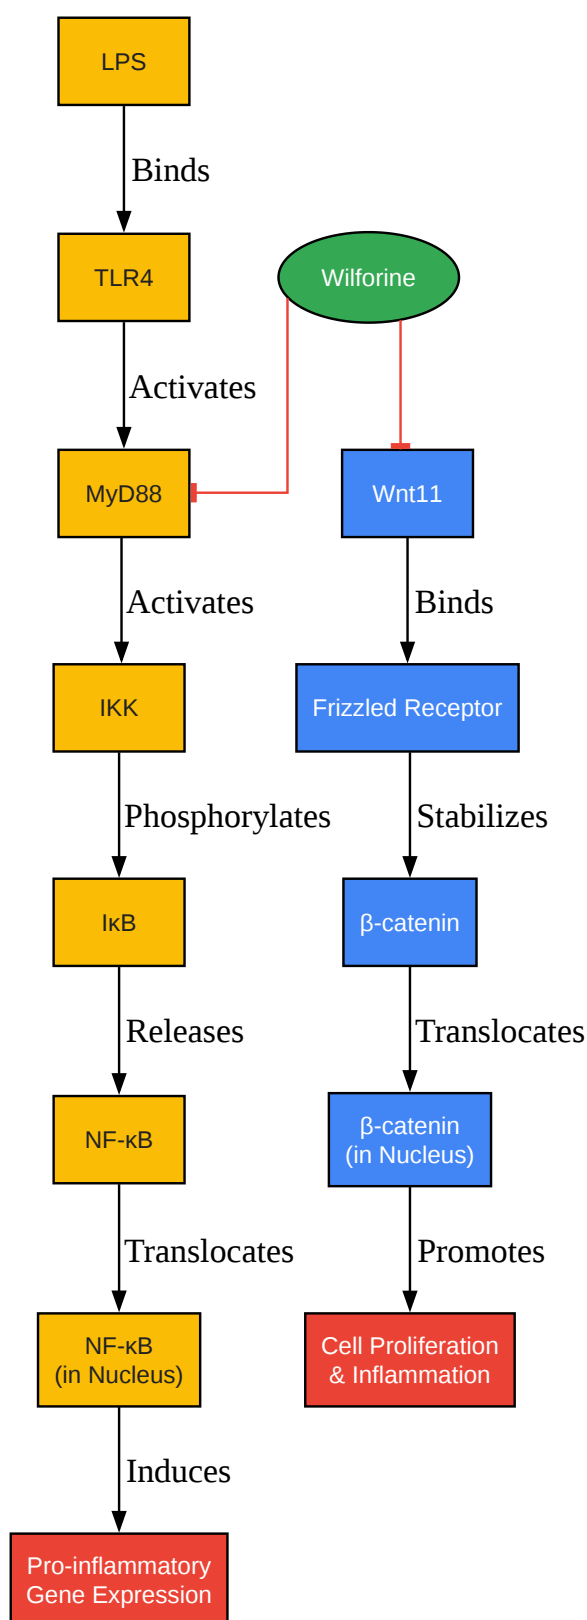 LPS
Binds
TLR4
Wilforine
Activates
MyD88
Wnt11
Activates
Binds
IKK
Frizzled Receptor
Phosphorylates
Stabilizes
IκB
β-catenin
Releases
Translocates
NF-κB
β-catenin
(in Nucleus)
Translocates
Promotes
NF-κB
(in Nucleus)
Cell Proliferation
& Inflammation
Induces
Pro-inflammatory
Gene Expression